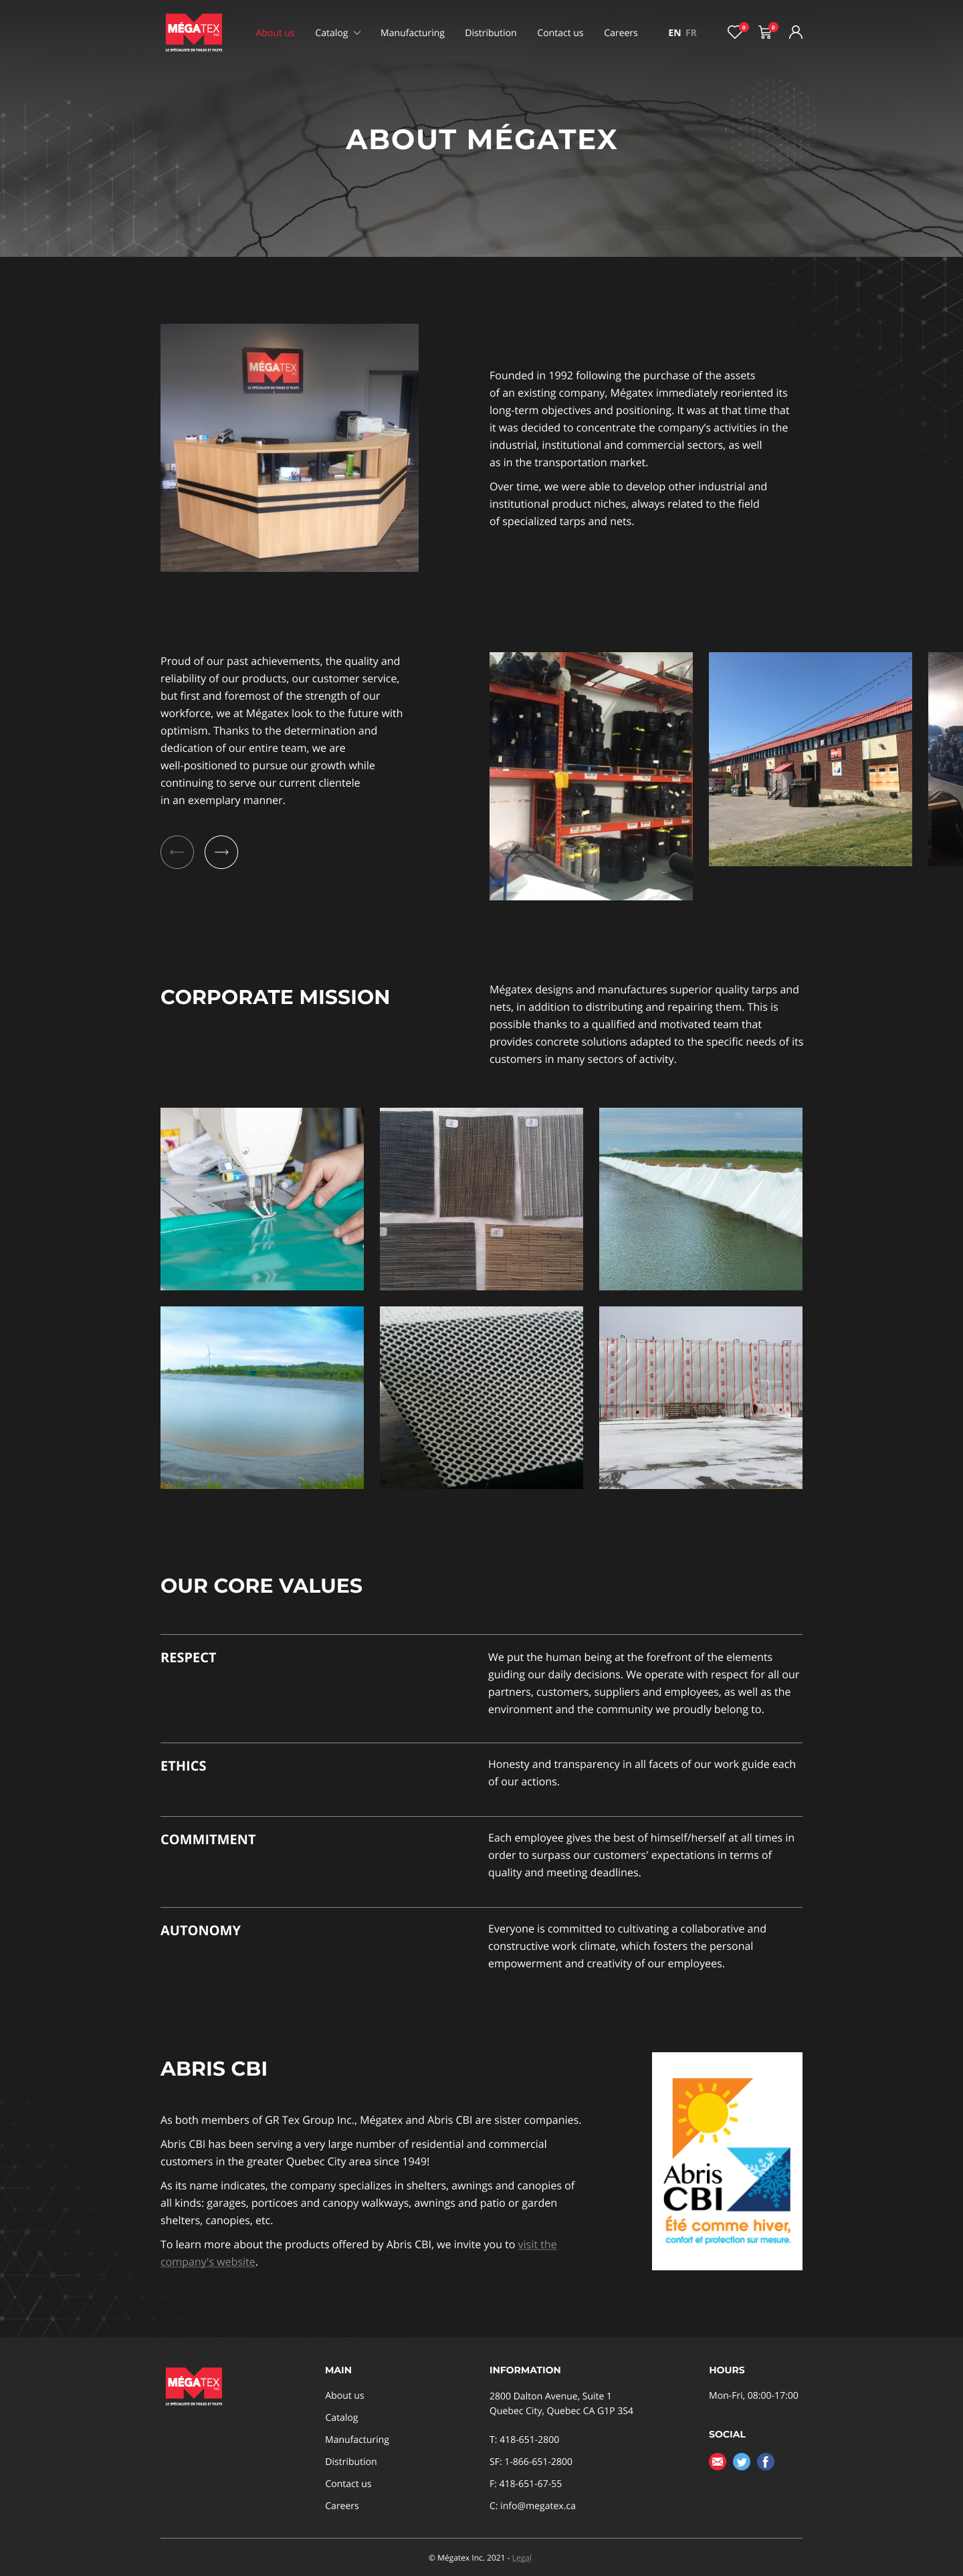 MÉGATEX
INC.
LE SPÉCIALISTE EN TOILES ET FILETS
About us
Catalog
Manufacturing
Distribution
Contact us
Careers
EN FR
0
0
ABOUT MÉGATEX
MÉGATEX
LE SPÉCIALISTE EN TOILES ET FILETS
Founded in 1992 following the purchase of the assets
of an existing company, Mégatex immediately reoriented its
long-term objectives and positioning. It was at that time that
it was decided to concentrate the company's activities in the
industrial, institutional and commercial sectors, as well
as in the transportation market.
Over time, we were able to develop other industrial and
institutional product niches, always related to the field
of specialized tarps and nets.
Proud of our past achievements, the quality and
reliability of our products, our customer service,
but first and foremost of the strength of our
workforce, we at Mégatex look to the future with
optimism. Thanks to the determination and
dedication of our entire team, we are
well-positioned to pursue our growth while
continuing to serve our current clientele
in an exemplary manner.
CORPORATE MISSION
Mégatex designs and manufactures superior quality tarps and
nets, in addition to distributing and repairing them. This is
possible thanks to a qualified and motivated team that
provides concrete solutions adapted to the specific needs of its
customers in many sectors of activity.
OUR CORE VALUES
RESPECT
We put the human being at the forefront of the elements
guiding our daily decisions. We operate with respect for all our
partners, customers, suppliers and employees, as well as the
environment and the community we proudly belong to.
ETHICS
Honesty and transparency in all facets of our work guide each
of our actions.
COMMITMENT
Each employee gives the best of himself/herself at all times in
order to surpass our customers' expectations in terms of
quality and meeting deadlines.
AUTONOMY
Everyone is committed to cultivating a collaborative and
constructive work climate, which fosters the personal
empowerment and creativity of our employees.
ABRIS CBI
As both members of GR Tex Group Inc., Mégatex and Abris CBI are sister companies.
Abris CBI has been serving a very large number of residential and commercial
customers in the greater Quebec City area since 1949!
As its name indicates, the company specializes in shelters, awnings and canopies of
all kinds: garages, porticoes and canopy walkways, awnings and patio or garden
shelters, canopies, etc.
To learn more about the products offered by Abris CBI, we invite you to visit the
company's website.
Abris
CBI
Été comme hiver,
confort et protection sur mesure.
MÉGATEX
INC.
LE SPÉCIALISTE EN TOILES ET FILETS
MAIN
About us
Catalog
Manufacturing
Distribution
Contact us
Careers
INFORMATION
2800 Dalton Avenue, Suite 1
Quebec City, Quebec CA G1P 3S4
T: 418-651-2800
SF: 1-866-651-2800
F: 418-651-67-55
C: info@megatex.ca
HOURS
Mon-Fri, 08:00-17:00
SOCIAL
© Mégatex Inc. 2021 - Legal